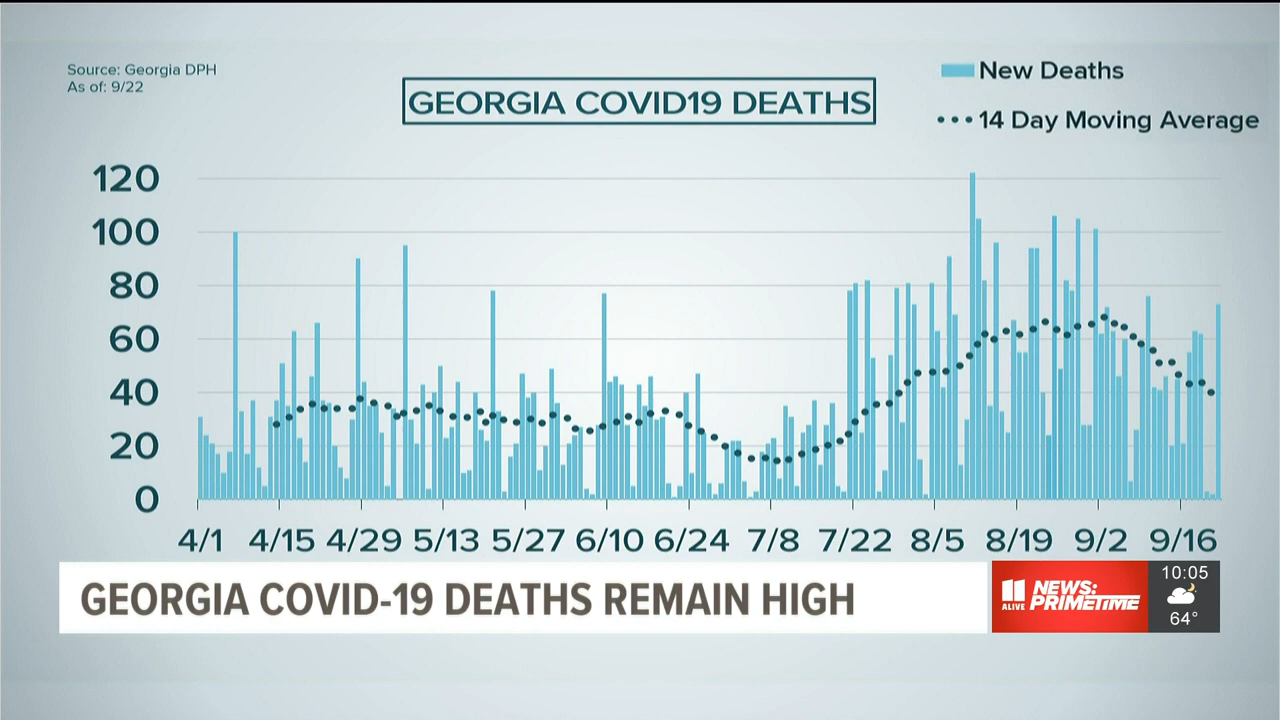 Source: Georgia DPH
As of: 9/22
GEORGIA COVID19 DEATHS
New Deaths
14 Day Moving Average
120
100
80
60
40
20
0
4/1 4/15 4/29 5/13 5/27 6/10 6/24 7/8 7/22 8/5 8/19 9/2 9/16
GEORGIA COVID-19 DEATHS REMAIN HIGH
11 ALIVE NEWS: PRIMETIME
10:05
64°